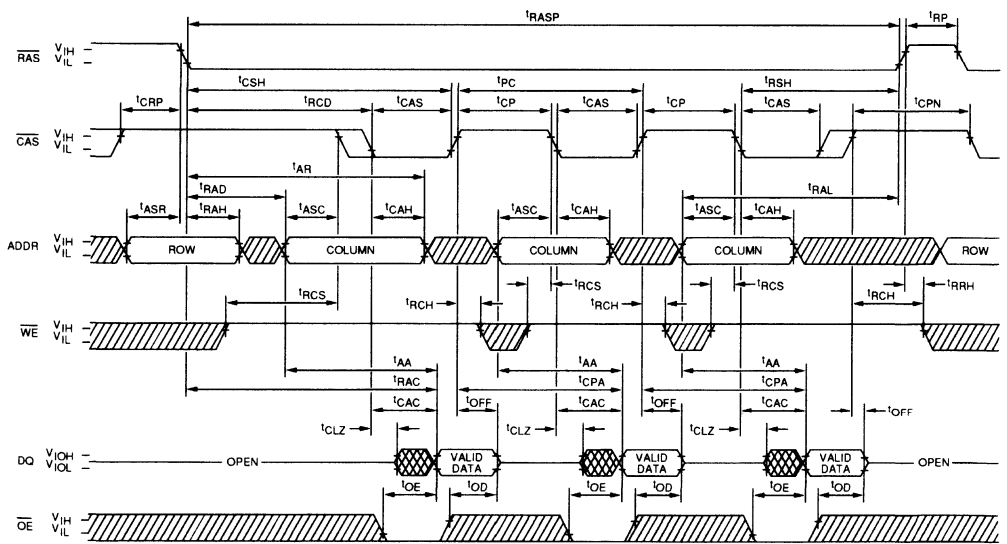 tRASP tRP
RAS VIH
VIL
tCSH tPC tRSH
tCRP tRCD tCAS tCP tCAS tCP tCAS tCPN
CAS VIH
VIL
tAR
tRAD tRAL
tASR tRAH tASC tCAH tASC tCAH tASC tCAH
ADDR VIH
VIL
ROW COLUMN COLUMN COLUMN ROW
tRCS tRCH tRCS tRCH tRCS tRCH tRRH
WE VIH
VIL
tAA tAA tAA
tRAC tCPA tCPA
tCAC tOFF tCAC tOFF tCAC tOFF
tCLZ tCLZ tCLZ
DQ VIOH
VIOL
OPEN VALID DATA VALID DATA VALID DATA OPEN
tOE tOD tOE tOD tOE tOD
OE VIH
VIL